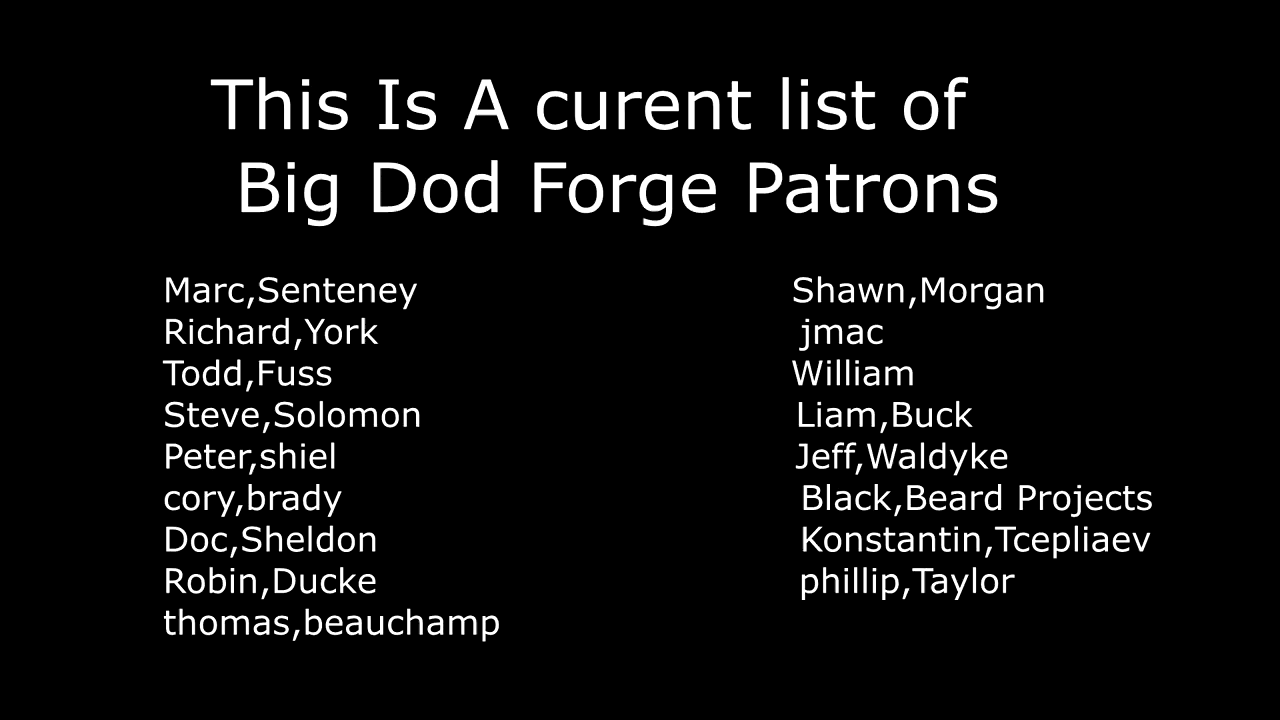 This Is A curent list of
Big Dod Forge Patrons
Marc,Senteney
Richard,York
Todd,Fuss
Steve,Solomon
Peter,shiel
cory,brady
Doc,Sheldon
Robin,Ducke
thomas,beauchamp
Shawn,Morgan
jmac
William
Liam,Buck
Jeff,Waldyke
Black,Beard Projects
Konstantin,Tcepliaev
phillip,Taylor